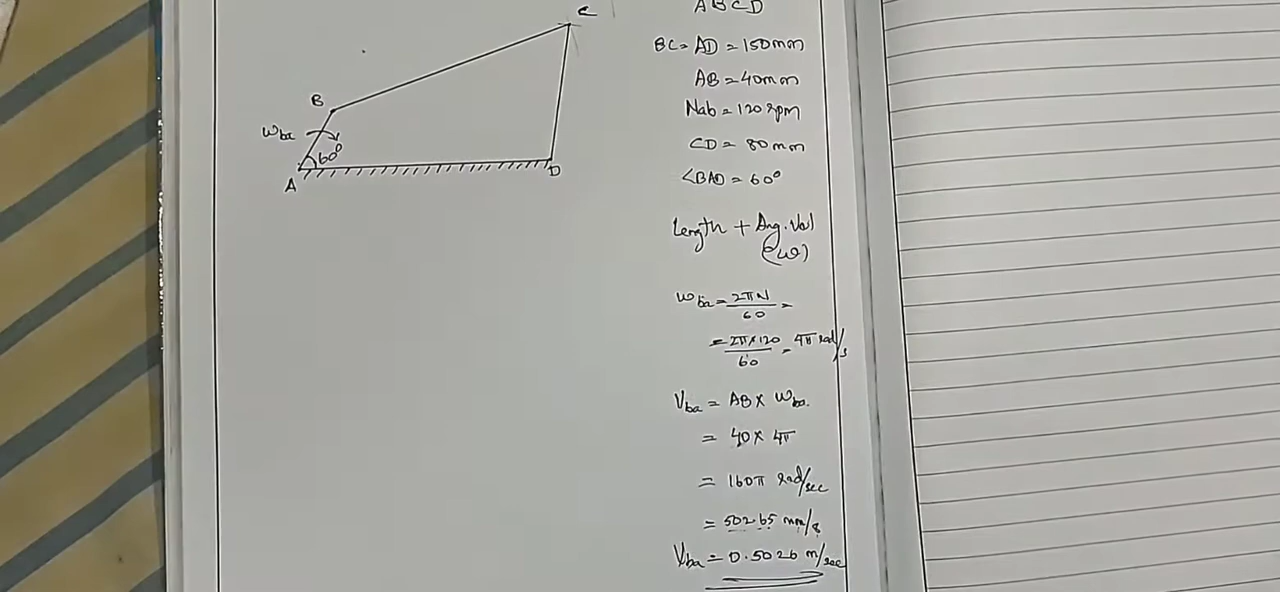 C
B
ωba
60°
A
D
ABCD
BC = AD = 150mm
AB = 40mm
Nab = 120 rpm
CD = 80mm
∠BAD = 60°
Length + Ang. Vel
(ω)
ωba = 2πN/60 =
= 2π×120/60 = 4π rad/s
Vba = AB × ωba
= 40 × 4π
= 160π rad/sec
= 502.65 mm/s
Vba = 0.5026 m/sec